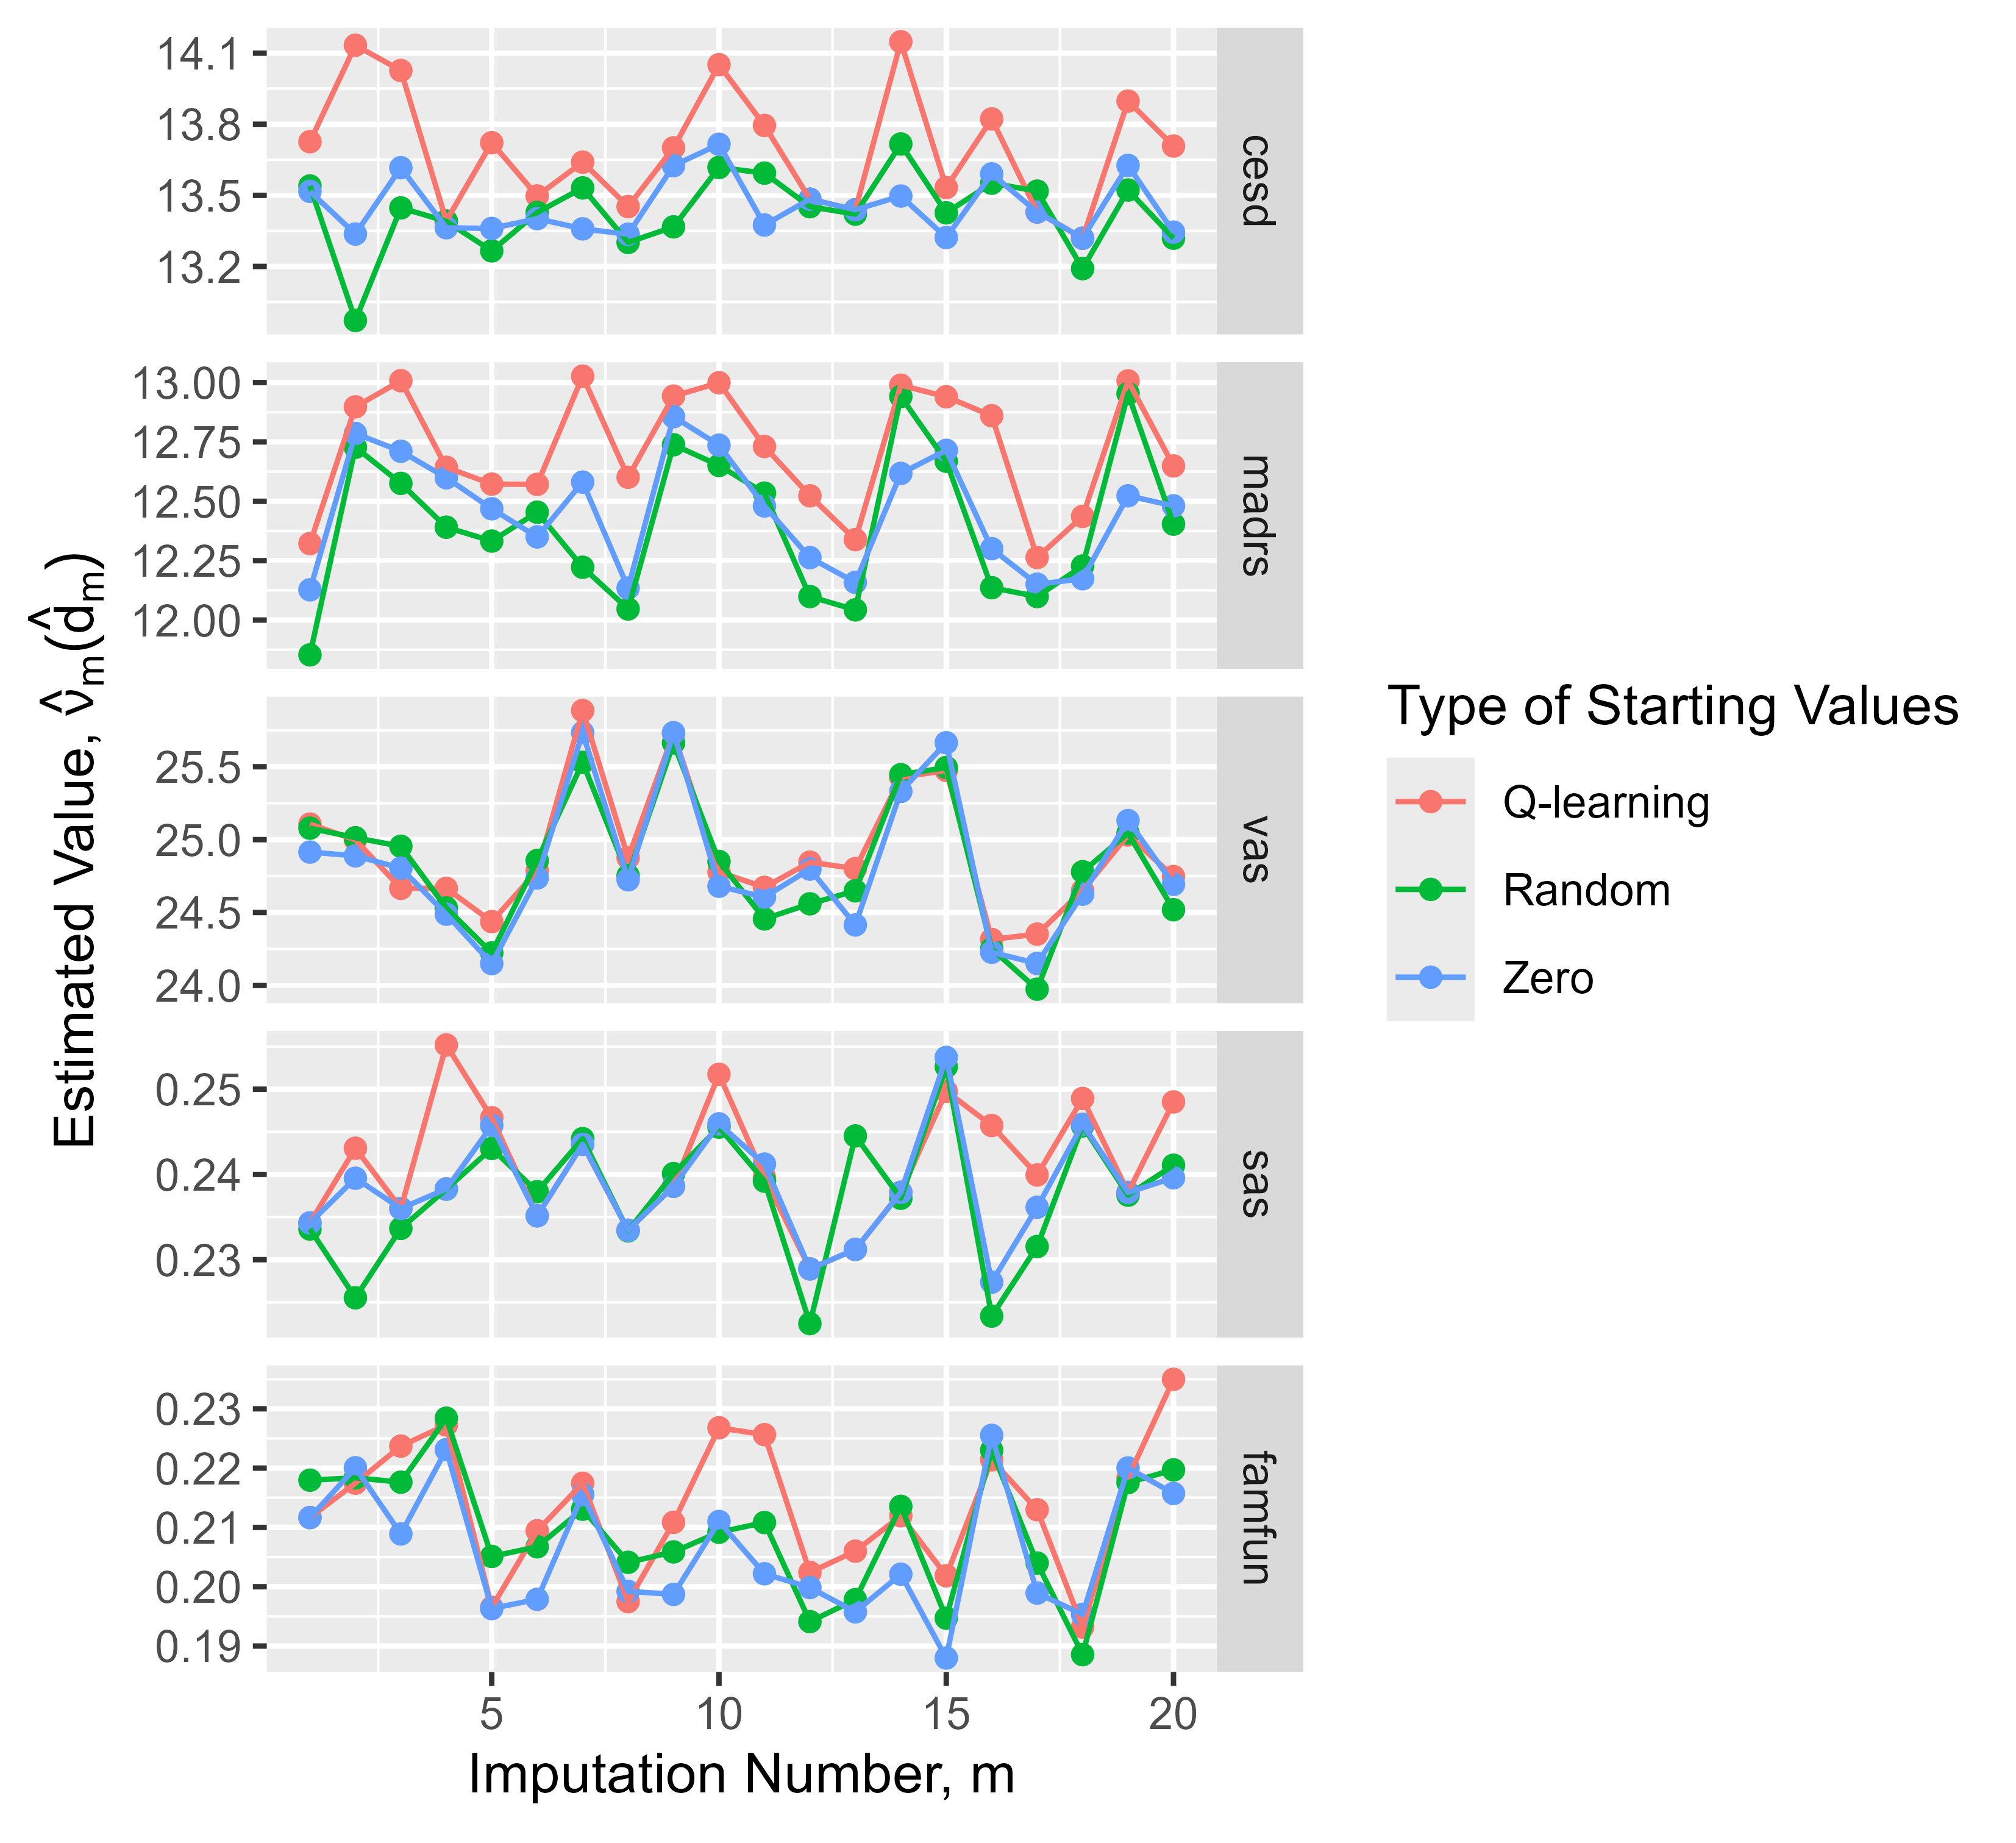 14.1
13.8
13.5
13.2
cesd
13.00
12.75
12.50
12.25
12.00
madrs
25.5
25.0
24.5
24.0
vas
0.25
0.24
0.23
sas
0.23
0.22
0.21
0.20
0.19
famfun
5 10 15 20
Imputation Number, m
Estimated Value, ν̂ₘ(d̂ₘ)
Type of Starting Values
Q-learning
Random
Zero